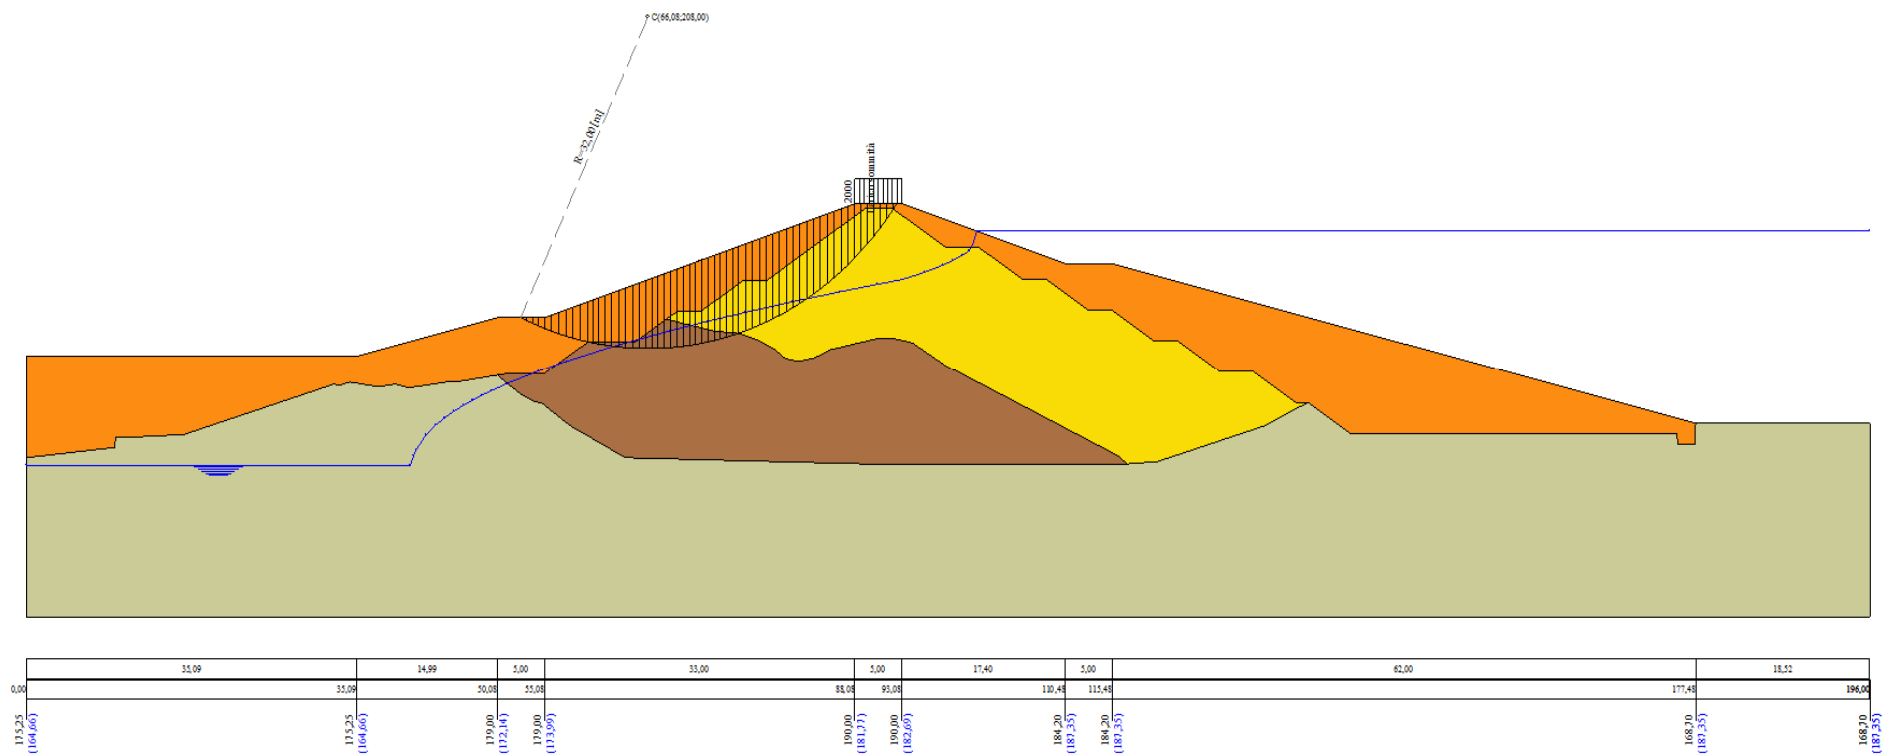 C(66,08;208,00)
R=32,00 [m]
2000
35,09 14,99 5,00 33,00 5,00 17,40 5,00 62,00 18,52
0,00 35,09 50,08 55,08 88,08 93,08 110,48 115,48 177,48 196,00
175,25 175,25 179,00 179,00 190,00 190,00 184,20 184,20 168,70 168,70
(164,66) (164,66) (172,14) (173,99) (181,77) (182,69) (187,35) (187,35) (187,35) (187,35)